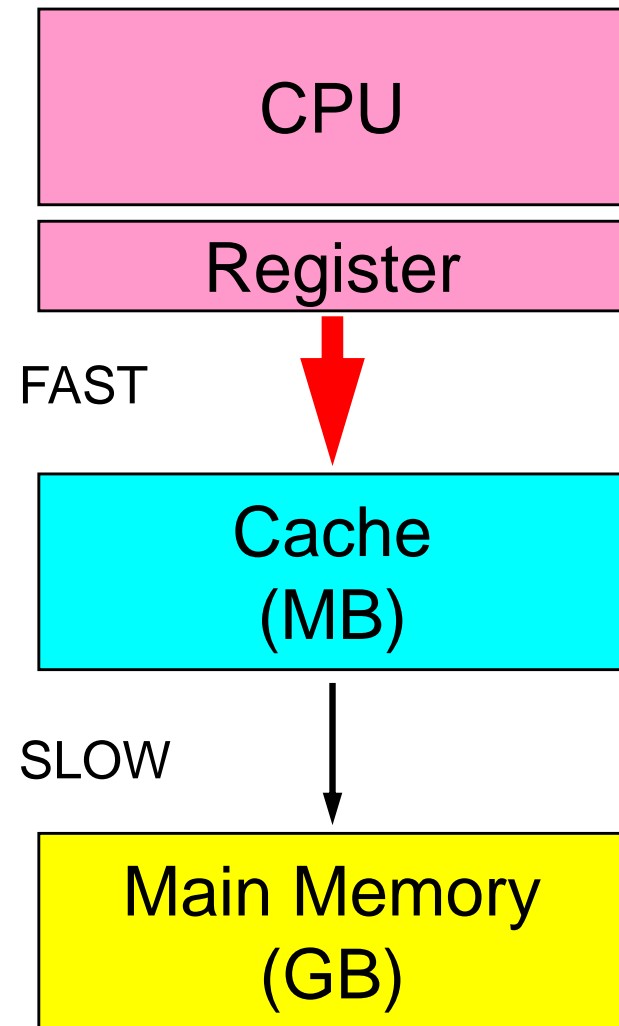 CPU
Register
FAST
Cache
(MB)
SLOW
Main Memory
(GB)